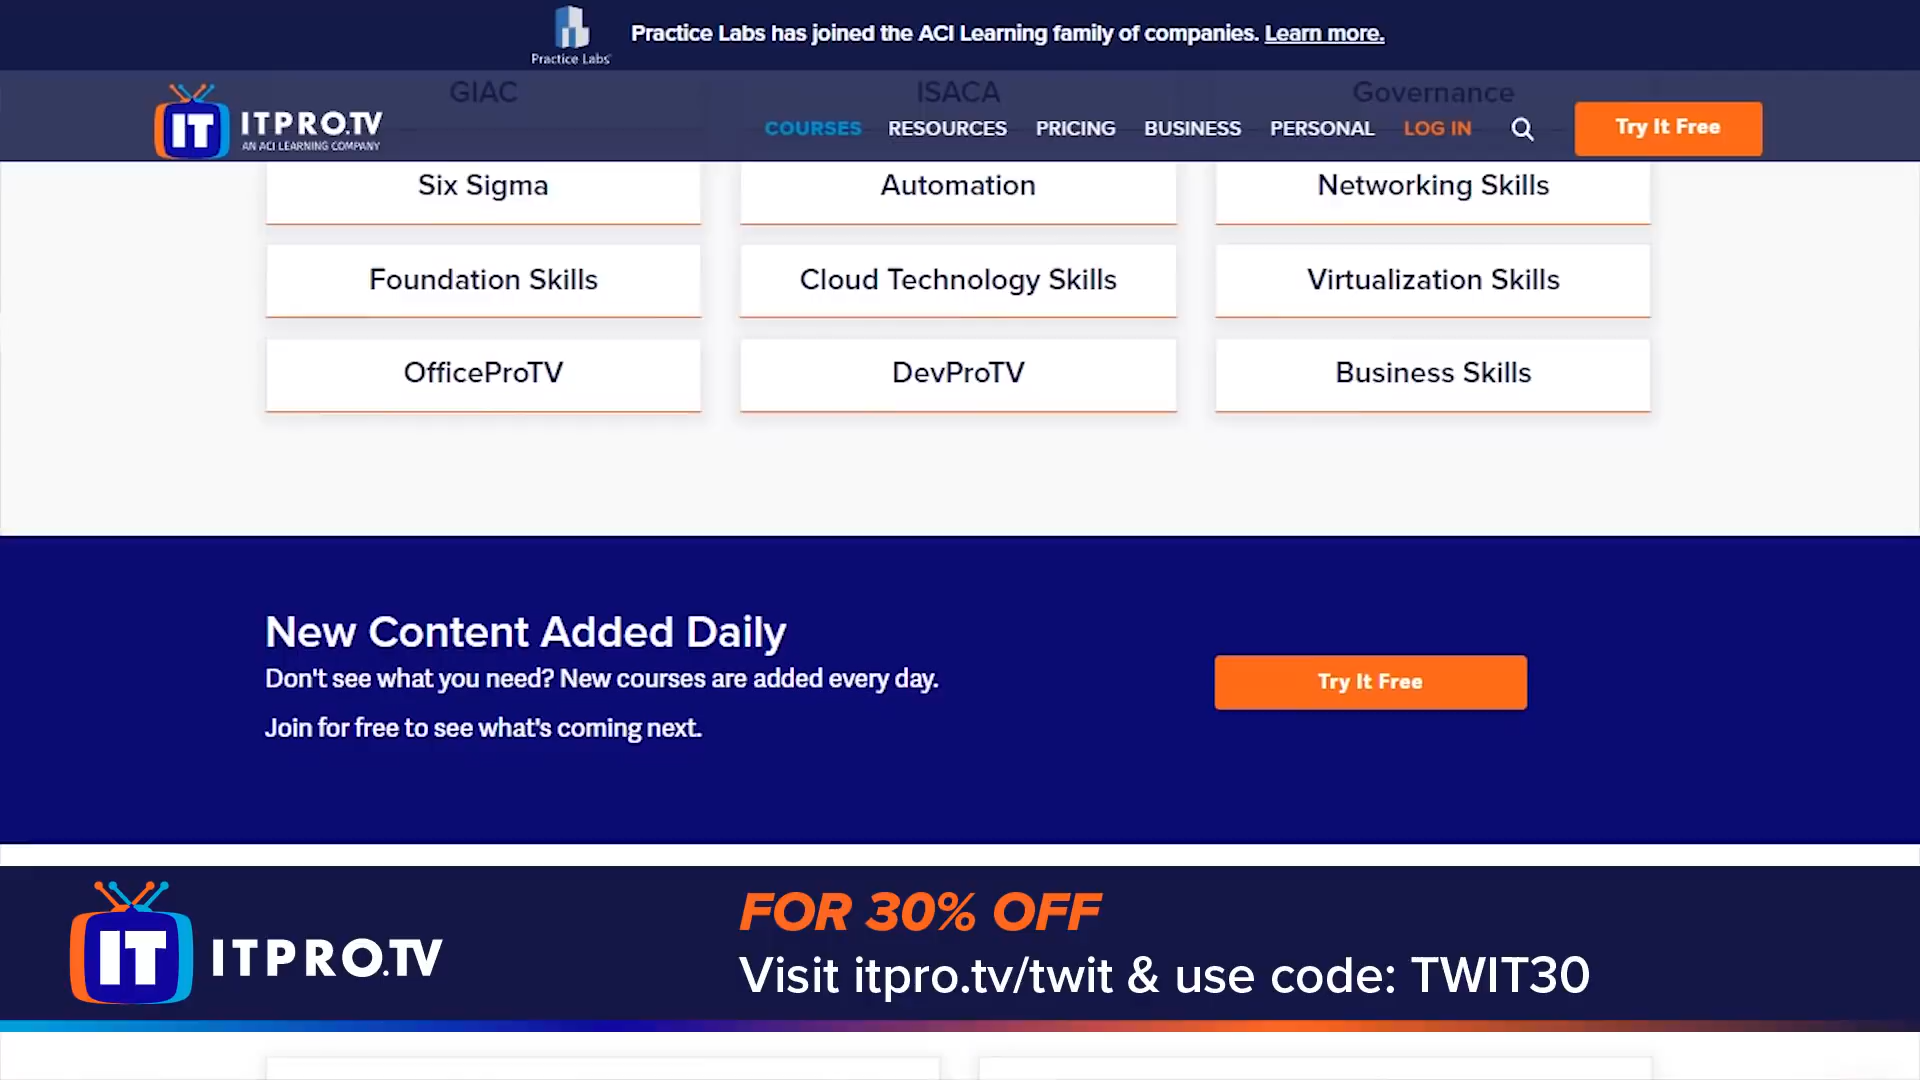 Practice Labs
Practice Labs has joined the ACI Learning family of companies. Learn more.
GIAC
ISACA
Governance
IT
ITPRO.TV
AN ACI LEARNING COMPANY
COURSES
RESOURCES
PRICING
BUSINESS
PERSONAL
LOG IN
Try It Free
Six Sigma
Automation
Networking Skills
Foundation Skills
Cloud Technology Skills
Virtualization Skills
OfficeProTV
DevProTV
Business Skills
New Content Added Daily
Don't see what you need? New courses are added every day.
Join for free to see what's coming next.
Try It Free
IT
ITPRO.TV
FOR 30% OFF
Visit itpro.tv/twit & use code: TWIT30